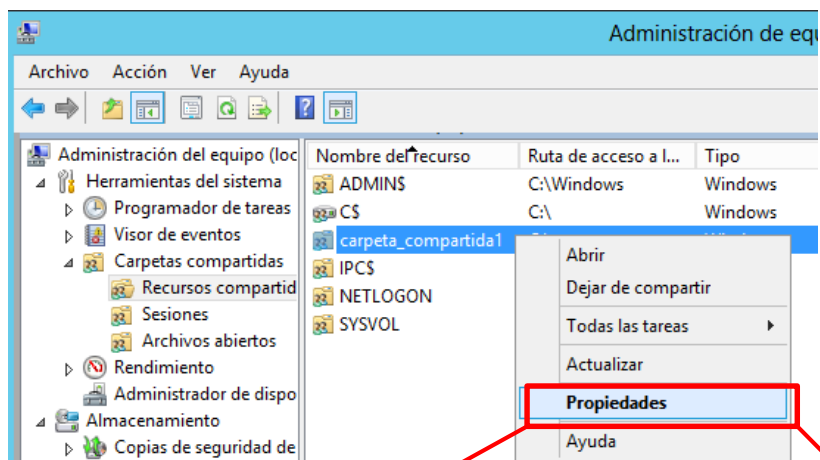 Administración de equ
Archivo Acción Ver Ayuda
Administración del equipo (loc
Herramientas del sistema
Programador de tareas
Visor de eventos
Carpetas compartidas
Recursos compartid
Sesiones
Archivos abiertos
Rendimiento
Administrador de dispo
Almacenamiento
Copias de seguridad de
Nombre del recurso Ruta de acceso a l... Tipo
ADMIN$ C:\Windows Windows
C$ C:\ Windows
carpeta_compartida1
IPC$
NETLOGON
SYSVOL
Abrir
Dejar de compartir
Todas las tareas
Actualizar
Propiedades
Ayuda